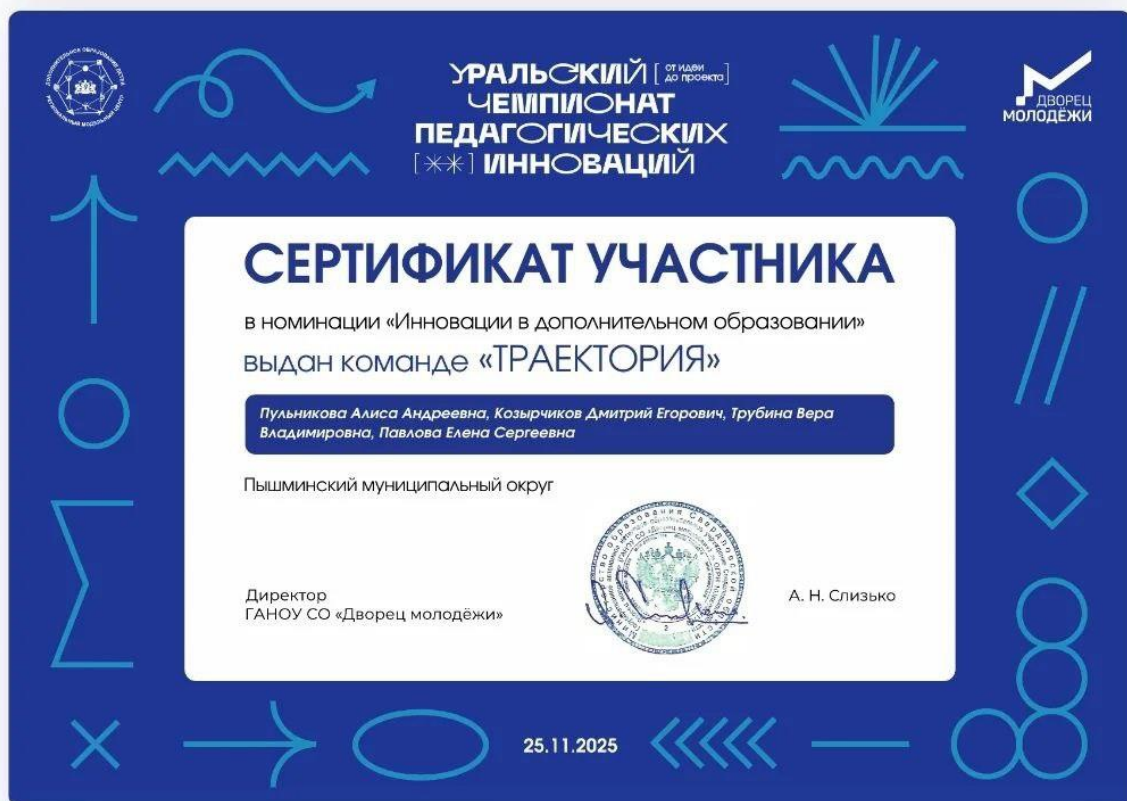 УРАЛЬСКИЙ [от идеи до проекта]
ЧЕМПИОНАТ
ПЕДАГОГИЧЕСКИХ
[**] ИННОВАЦИЙ
ДВОРЕЦ
МОЛОДЁЖИ
СЕРТИФИКАТ УЧАСТНИКА
в номинации «Инновации в дополнительном образовании»
выдан команде «ТРАЕКТОРИЯ»
Пульникова Алиса Андреевна, Козырчиков Дмитрий Егорович, Трубина Вера
Владимировна, Павлова Елена Сергеевна
Пышминский муниципальный округ
Директор
ГАНОУ СО «Дворец молодёжи»
А. Н. Слизько
25.11.2025